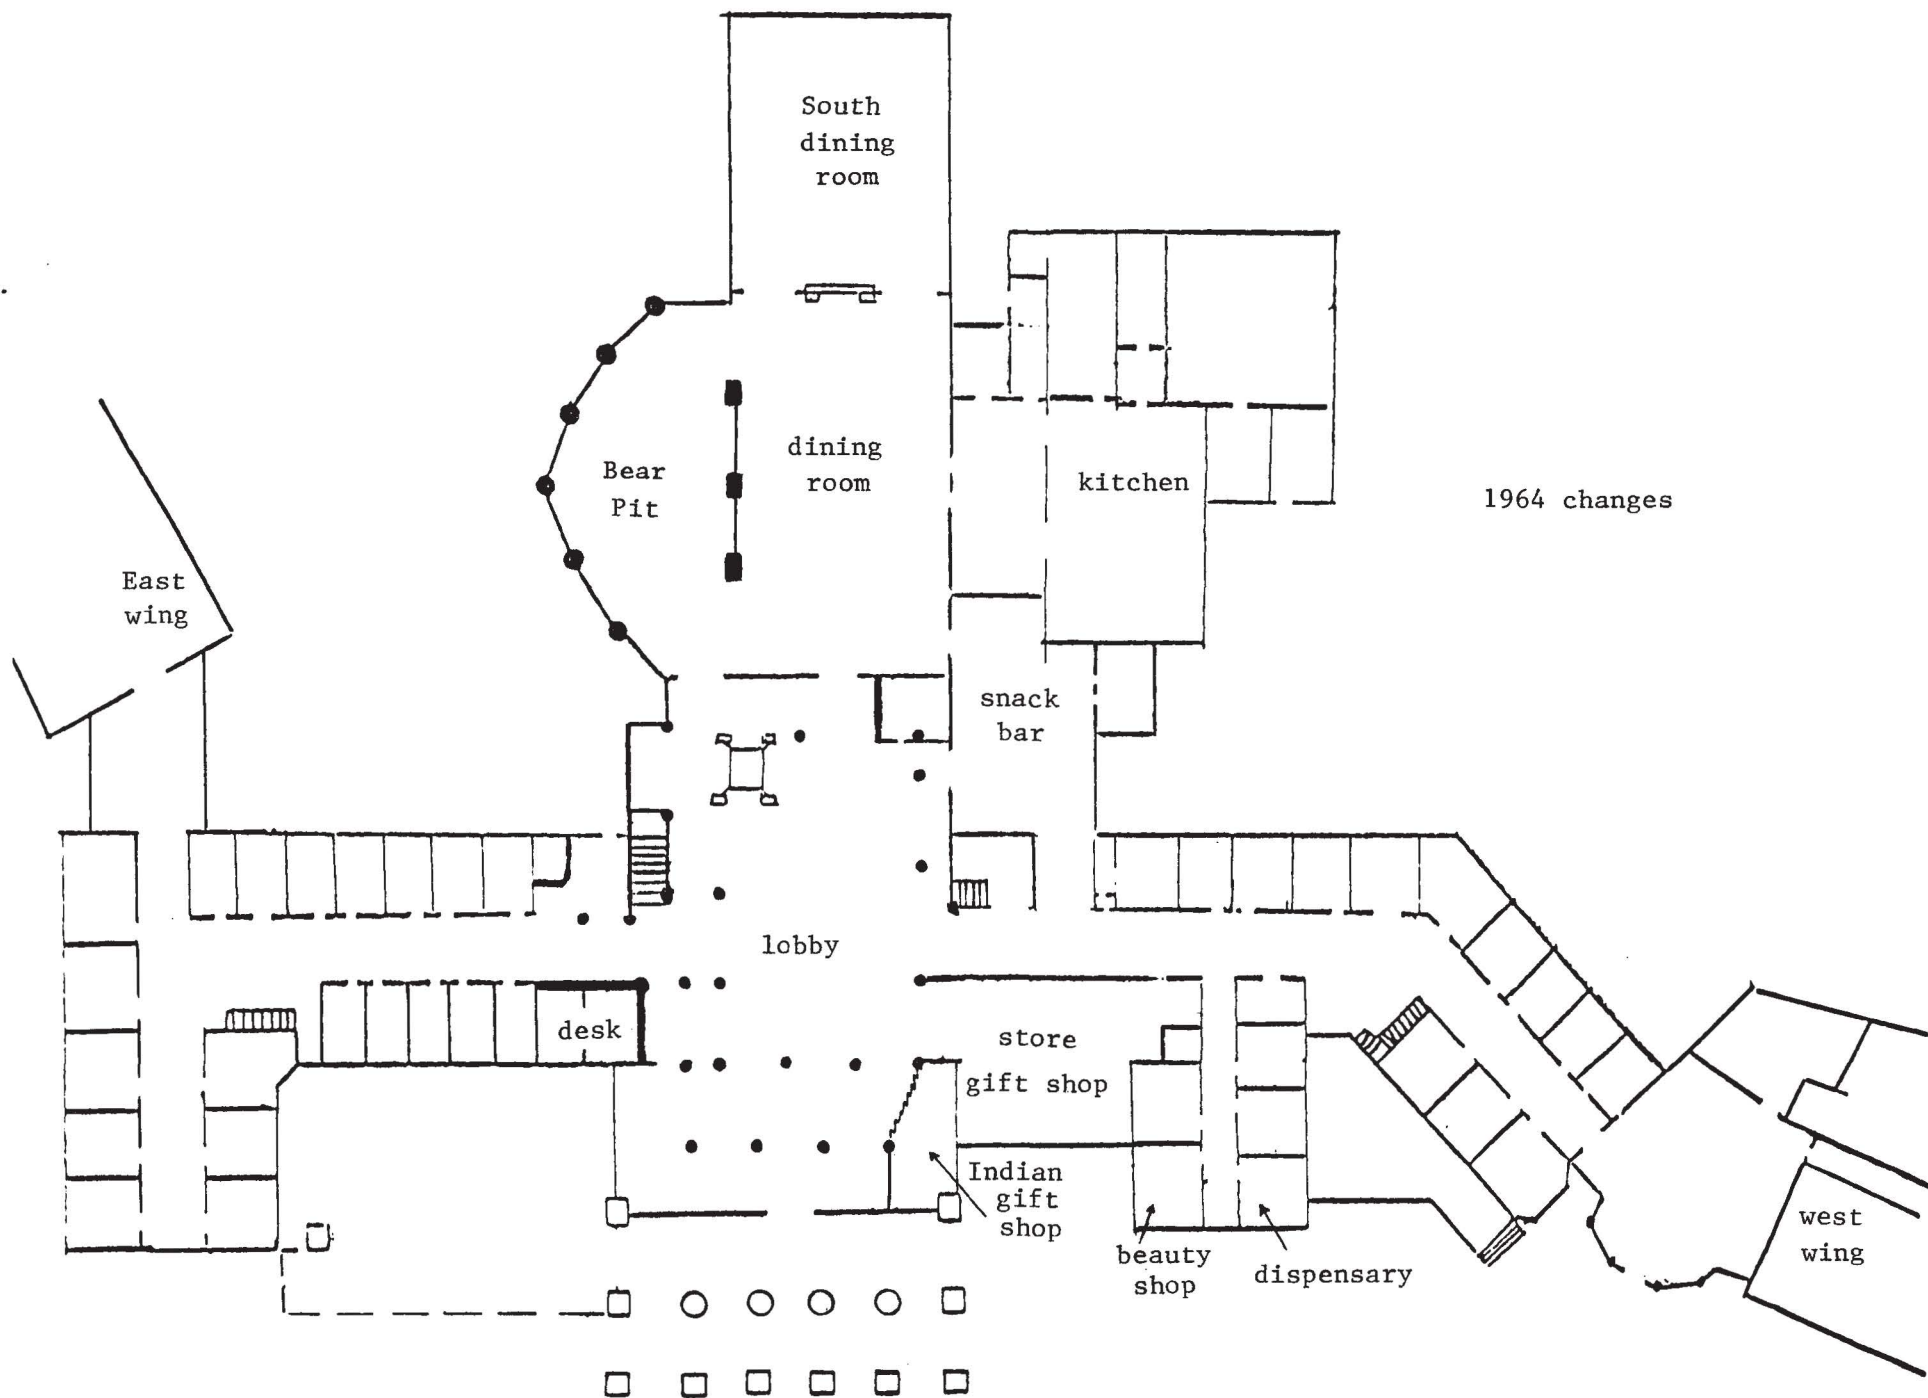 South
dining
room
dining
room
Bear
Pit
kitchen
1964 changes
East
wing
snack
bar
lobby
desk
store
gift shop
Indian
gift
shop
beauty
shop
dispensary
west
wing